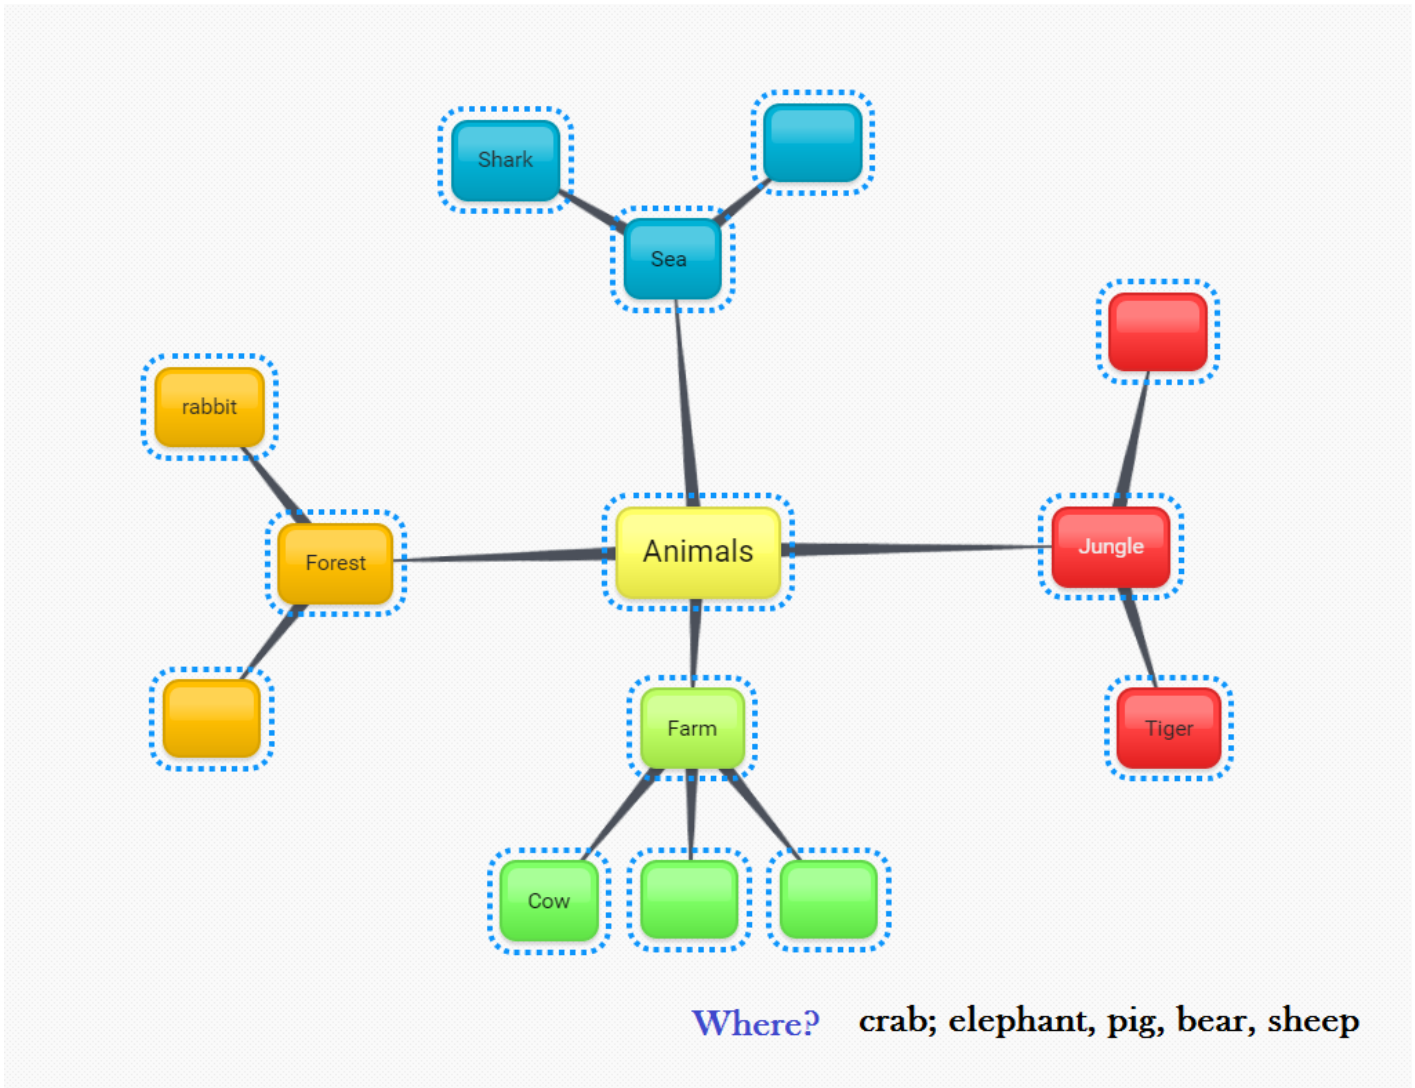 Shark
Sea
rabbit
Forest
Animals
Jungle
Farm
Tiger
Cow
Where? crab; elephant, pig, bear, sheep